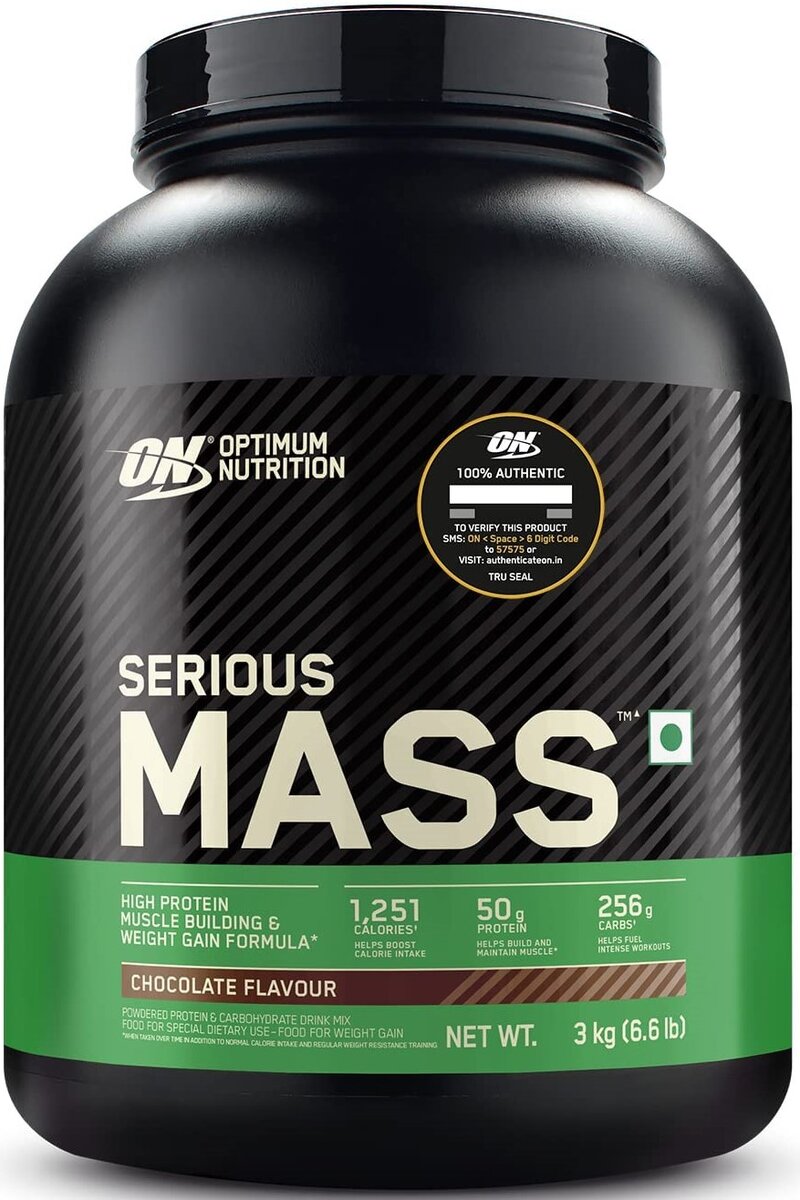 ON® OPTIMUM
NUTRITION
ON
100% AUTHENTIC
TO VERIFY THIS PRODUCT
SMS: ON < Space > 6 Digit Code
to 57575 or
VISIT: authenticateon.in
TRU SEAL
SERIOUS
MASS™▲
HIGH PROTEIN
MUSCLE BUILDING &
WEIGHT GAIN FORMULA*
1,251
CALORIES¹
HELPS BOOST
CALORIE INTAKE
50g
PROTEIN
HELPS BUILD AND
MAINTAIN MUSCLE*
256g
CARBS¹
HELPS FUEL
INTENSE WORKOUTS
CHOCOLATE FLAVOUR
POWDERED PROTEIN & CARBOHYDRATE DRINK MIX
FOOD FOR SPECIAL DIETARY USE-FOOD FOR WEIGHT GAIN
*WHEN TAKEN OVER TIME IN ADDITION TO NORMAL CALORIE INTAKE AND REGULAR WEIGHT RESISTANCE TRAINING
NET WT. 3 kg (6.6 lb)